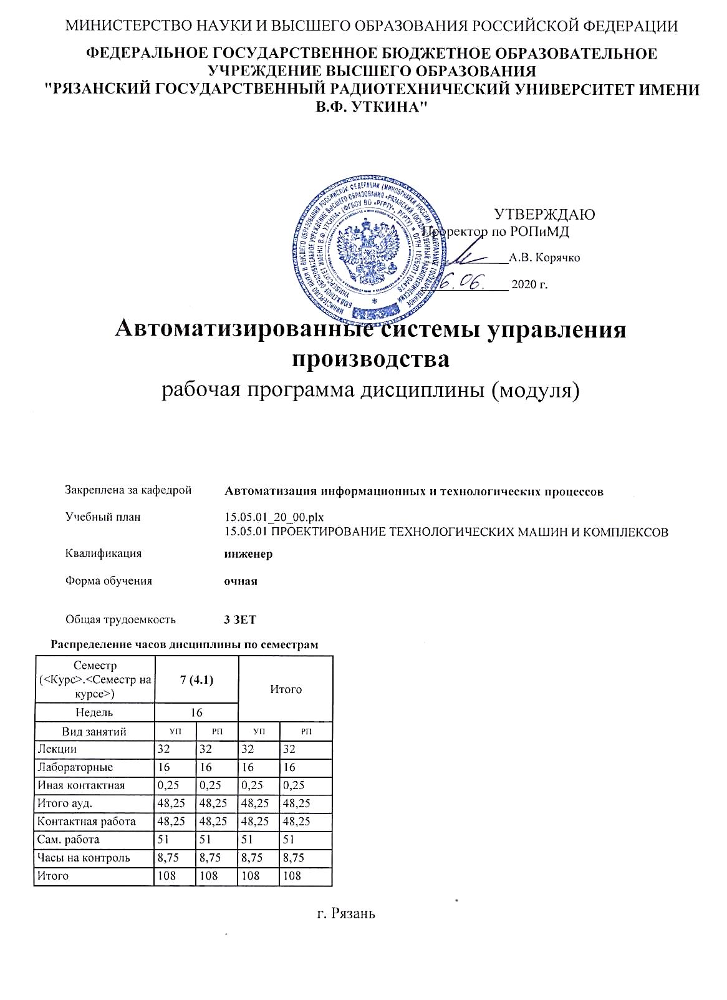 МИНИСТЕРСТВО НАУКИ И ВЫСШЕГО ОБРАЗОВАНИЯ РОССИЙСКОЙ ФЕДЕРАЦИИ
ФЕДЕРАЛЬНОЕ ГОСУДАРСТВЕННОЕ БЮДЖЕТНОЕ ОБРАЗОВАТЕЛЬНОЕ
УЧРЕЖДЕНИЕ ВЫСШЕГО ОБРАЗОВАНИЯ
"РЯЗАНСКИЙ ГОСУДАРСТВЕННЫЙ РАДИОТЕХНИЧЕСКИЙ УНИВЕРСИТЕТ ИМЕНИ
В.Ф. УТКИНА"
УТВЕРЖДАЮ
Проректор по РОПиМД
А.В. Корячко
6.06. 2020 г.
Автоматизированные системы управления
производства
рабочая программа дисциплины (модуля)
Закреплена за кафедрой Автоматизация информационных и технологических процессов
Учебный план 15.05.01_20_00.plx
15.05.01 ПРОЕКТИРОВАНИЕ ТЕХНОЛОГИЧЕСКИХ МАШИН И КОМПЛЕКСОВ
Квалификация инженер
Форма обучения очная
Общая трудоемкость 3 ЗЕТ
Распределение часов дисциплины по семестрам
Семестр
(<Курс>.<Семестр на
курсе>) 7 (4.1) Итого
Недель 16
Вид занятий УП РП УП РП
Лекции 32 32 32 32
Лабораторные 16 16 16 16
Иная контактная 0,25 0,25 0,25 0,25
Итого ауд. 48,25 48,25 48,25 48,25
Контактная работа 48,25 48,25 48,25 48,25
Сам. работа 51 51 51 51
Часы на контроль 8,75 8,75 8,75 8,75
Итого 108 108 108 108
г. Рязань